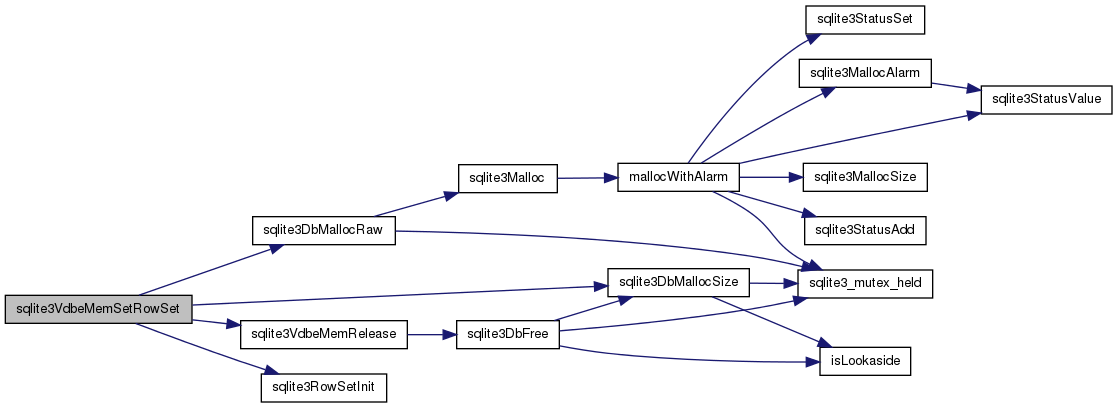 sqlite3StatusSet
sqlite3MallocAlarm
sqlite3StatusValue
sqlite3Malloc
mallocWithAlarm
sqlite3MallocSize
sqlite3DbMallocRaw
sqlite3StatusAdd
sqlite3VdbeMemSetRowSet
sqlite3DbMallocSize
sqlite3_mutex_held
sqlite3VdbeMemRelease
sqlite3DbFree
isLookaside
sqlite3RowSetInit